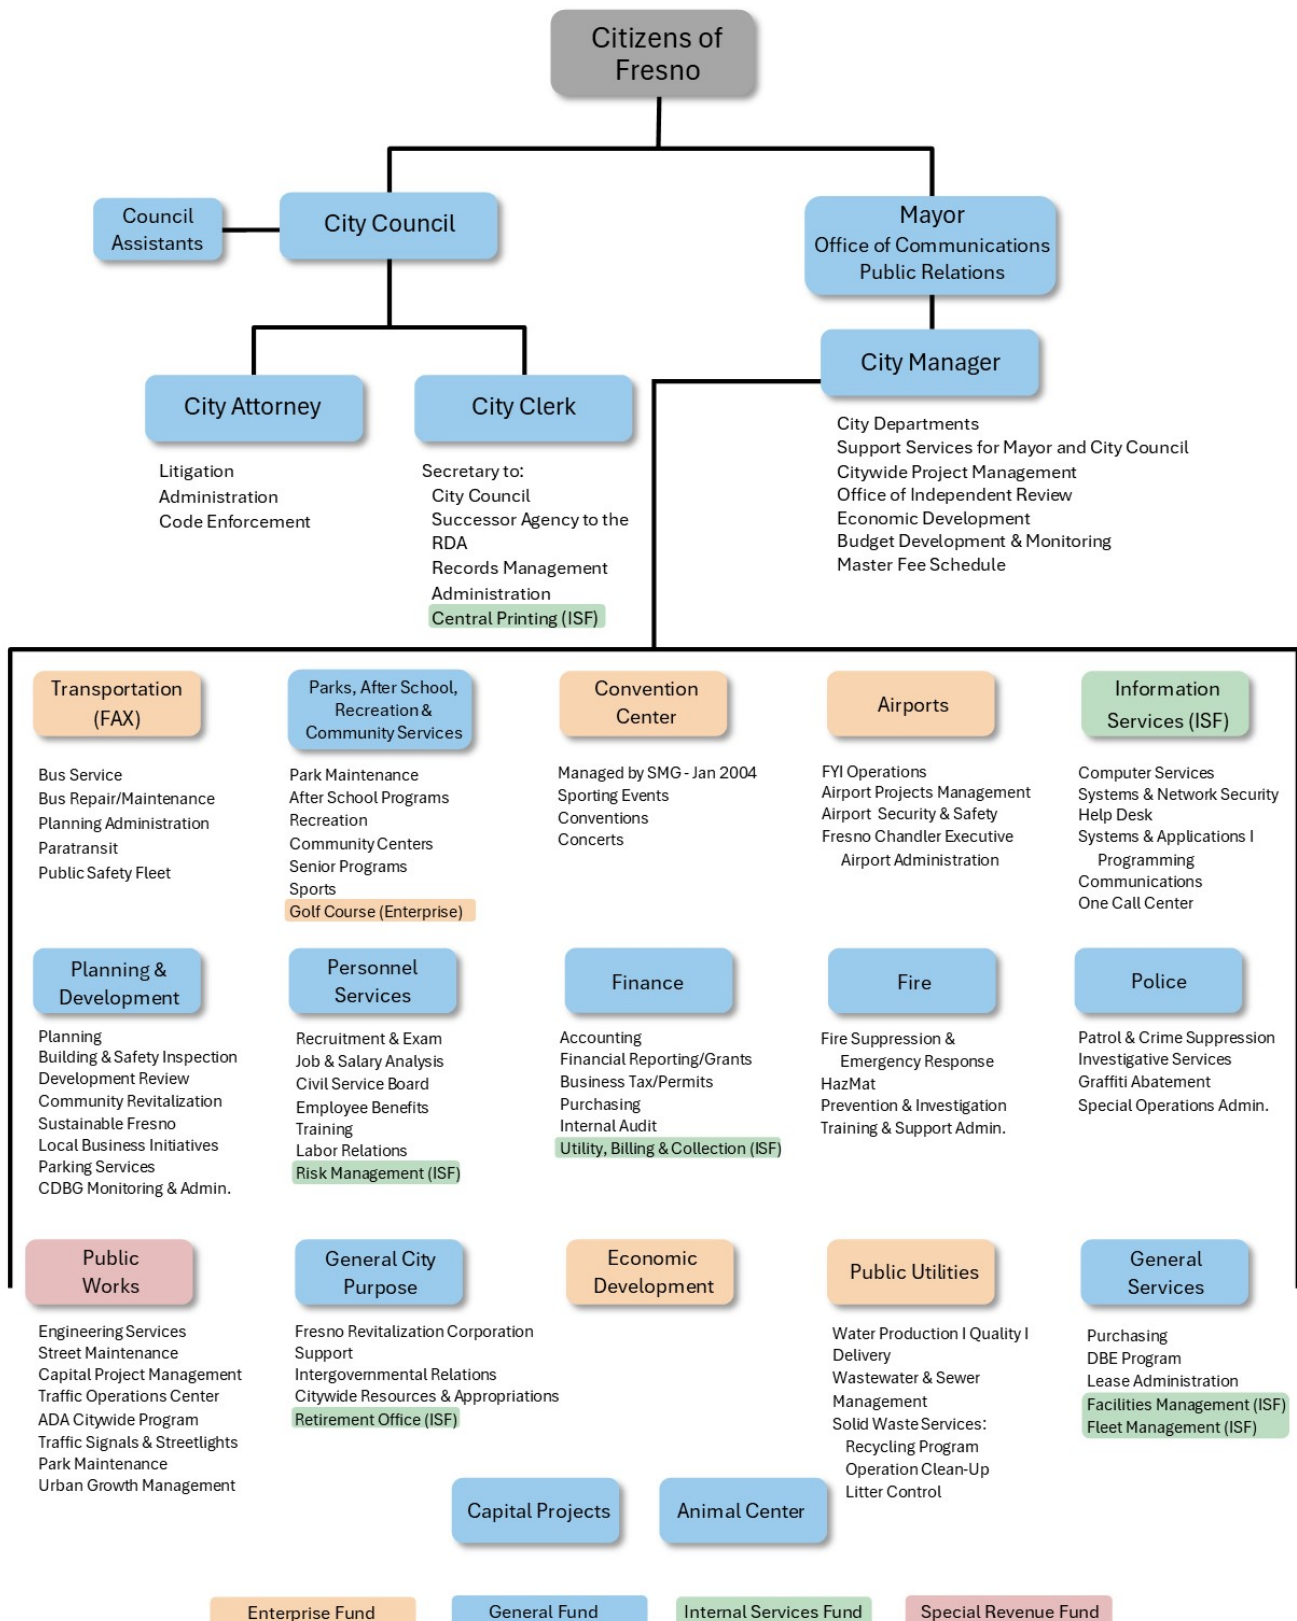 Citizens of
Fresno
Council
Assistants
City Council
Mayor
Office of Communications
Public Relations
City Attorney
City Clerk
City Manager
Litigation
Administration
Code Enforcement
Secretary to:
City Council
Successor Agency to the
RDA
Records Management
Administration
Central Printing (ISF)
City Departments
Support Services for Mayor and City Council
Citywide Project Management
Office of Independent Review
Economic Development
Budget Development & Monitoring
Master Fee Schedule
Transportation
(FAX)
Bus Service
Bus Repair/Maintenance
Planning Administration
Paratransit
Public Safety Fleet
Parks, After School,
Recreation &
Community Services
Park Maintenance
After School Programs
Recreation
Community Centers
Senior Programs
Sports
Golf Course (Enterprise)
Convention
Center
Managed by SMG - Jan 2004
Sporting Events
Conventions
Concerts
Airports
FYI Operations
Airport Projects Management
Airport Security & Safety
Fresno Chandler Executive
Airport Administration
Information
Services (ISF)
Computer Services
Systems & Network Security
Help Desk
Systems & Applications I
Programming
Communications
One Call Center
Planning &
Development
Planning
Building & Safety Inspection
Development Review
Community Revitalization
Sustainable Fresno
Local Business Initiatives
Parking Services
CDBG Monitoring & Admin.
Personnel
Services
Recruitment & Exam
Job & Salary Analysis
Civil Service Board
Employee Benefits
Training
Labor Relations
Risk Management (ISF)
Finance
Accounting
Financial Reporting/Grants
Business Tax/Permits
Purchasing
Internal Audit
Utility, Billing & Collection (ISF)
Fire
Fire Suppression &
Emergency Response
HazMat
Prevention & Investigation
Training & Support Admin.
Police
Patrol & Crime Suppression
Investigative Services
Graffiti Abatement
Special Operations Admin.
Public
Works
Engineering Services
Street Maintenance
Capital Project Management
Traffic Operations Center
ADA Citywide Program
Traffic Signals & Streetlights
Park Maintenance
Urban Growth Management
General City
Purpose
Fresno Revitalization Corporation
Support
Intergovernmental Relations
Citywide Resources & Appropriations
Retirement Office (ISF)
Economic
Development
Public Utilities
Water Production I Quality I
Delivery
Wastewater & Sewer
Management
Solid Waste Services:
Recycling Program
Operation Clean-Up
Litter Control
General
Services
Purchasing
DBE Program
Lease Administration
Facilities Management (ISF)
Fleet Management (ISF)
Capital Projects
Animal Center
Enterprise Fund
General Fund
Internal Services Fund
Special Revenue Fund